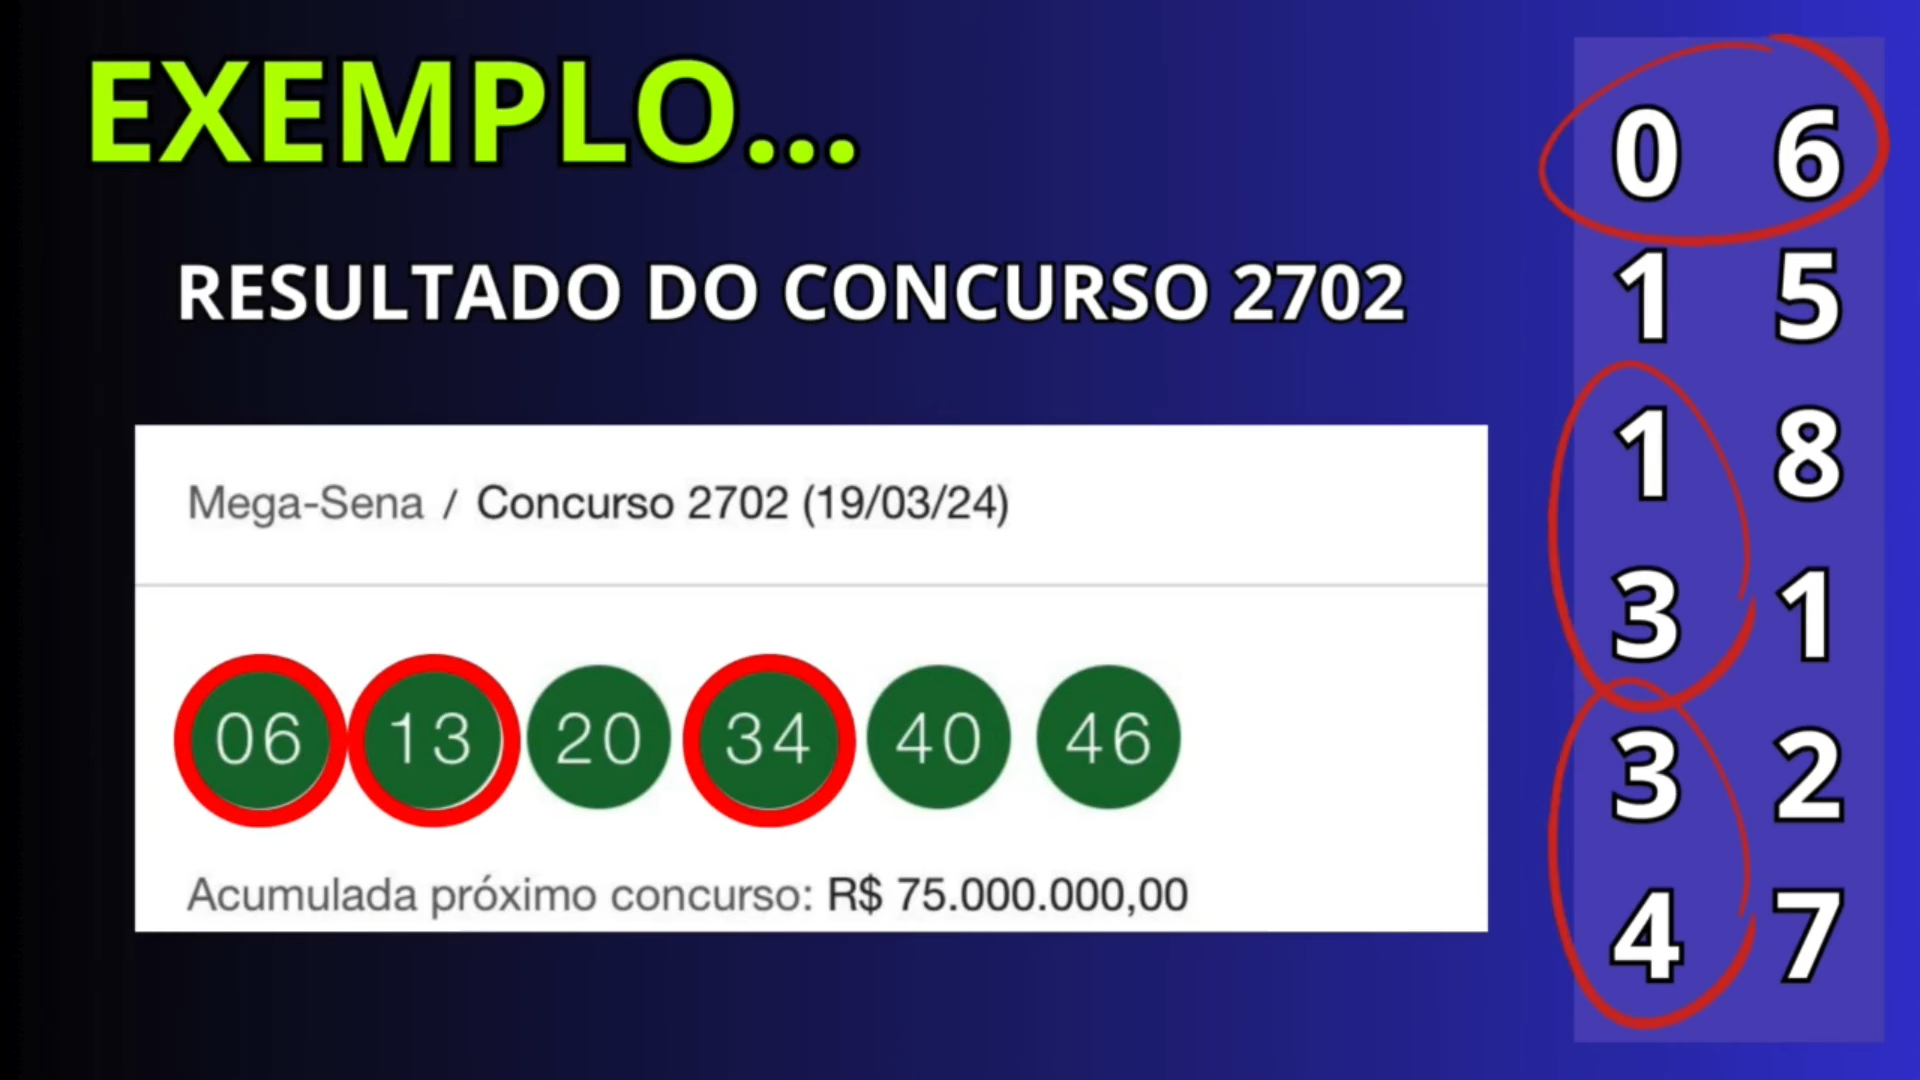 EXEMPLO...
RESULTADO DO CONCURSO 2702
Mega-Sena / Concurso 2702 (19/03/24)
06 13 20 34 40 46
Acumulada próximo concurso: R$ 75.000.000,00
0 6
1 5
1 8
3 1
3 2
4 7